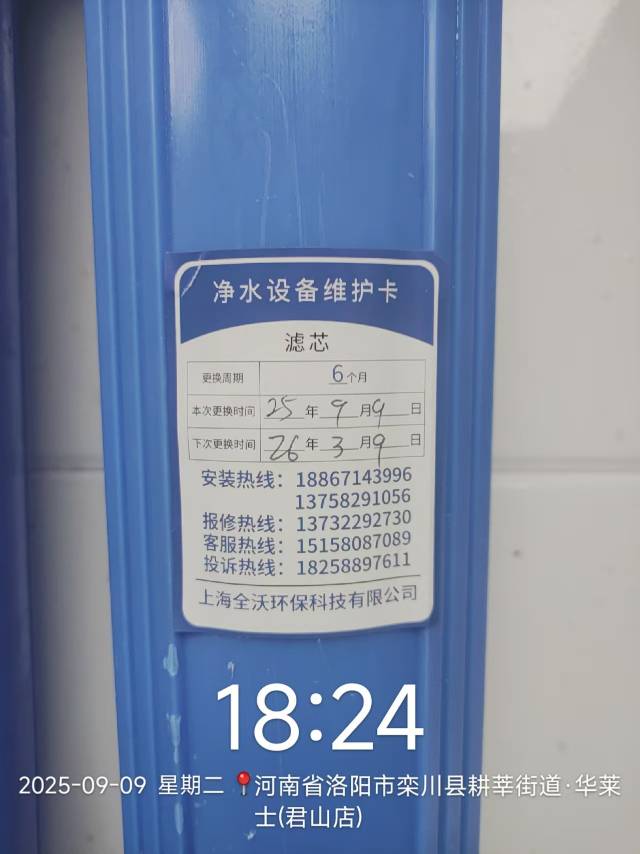 净水设备维护卡
滤芯
更换周期 6个月
本次更换时间 25年9月9日
下次更换时间 26年3月9日
安装热线：18867143996
13758291056
报修热线：13732292730
客服热线：15158087089
投诉热线：18258897611
上海全沃环保科技有限公司
18:24
2025-09-09 星期二 📍河南省洛阳市栾川县耕莘街道·华莱
士(君山店)